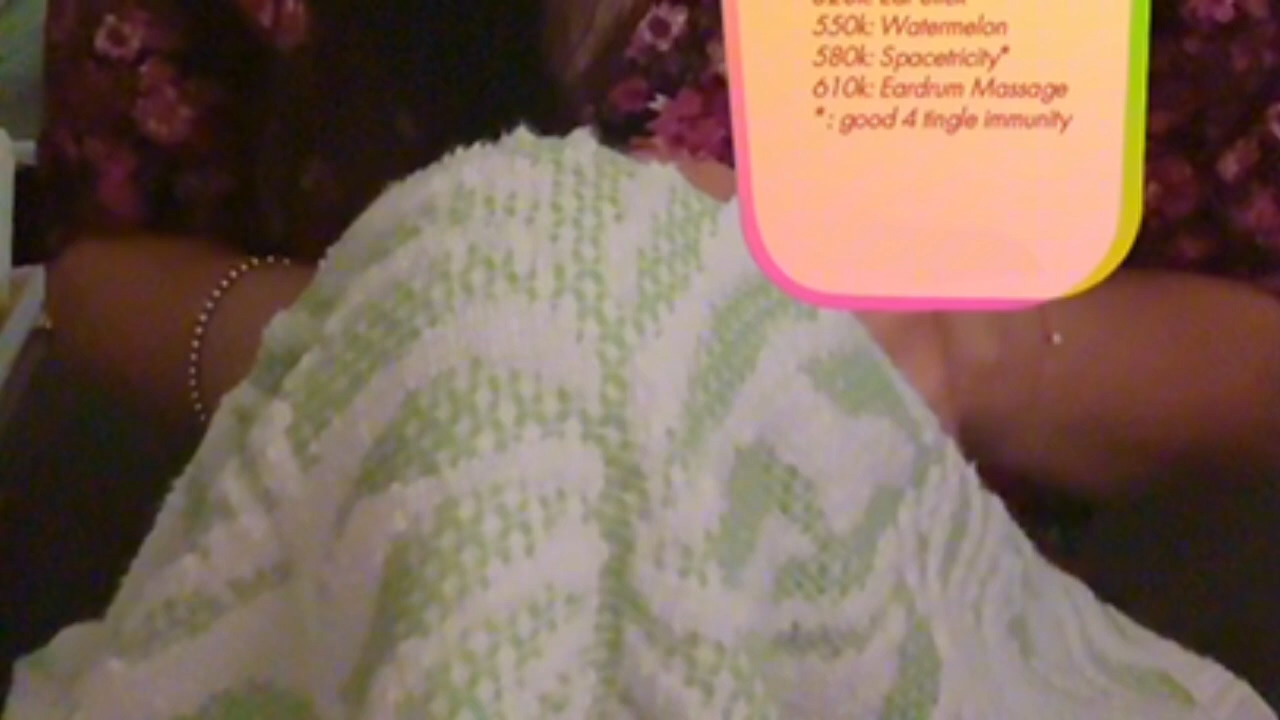 550k: Watermelon
580k: Spacetricity*
610k: Eardrum Massage
*: good 4 tingle immunity